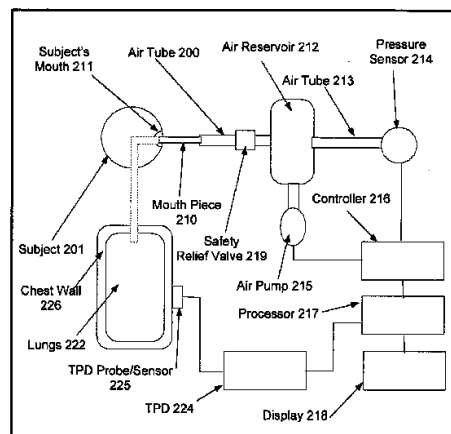 Subject's
Mouth 211
Air Tube 200
Air Reservoir 212
Pressure
Sensor 214
Air Tube 213
Mouth Piece
210
Controller 216
Subject 201
Safety
Relief Valve 219
Chest Wall
226
Air Pump 215
Processor 217
Lungs 222
TPD Probe/Sensor
225
TPD 224
Display 218